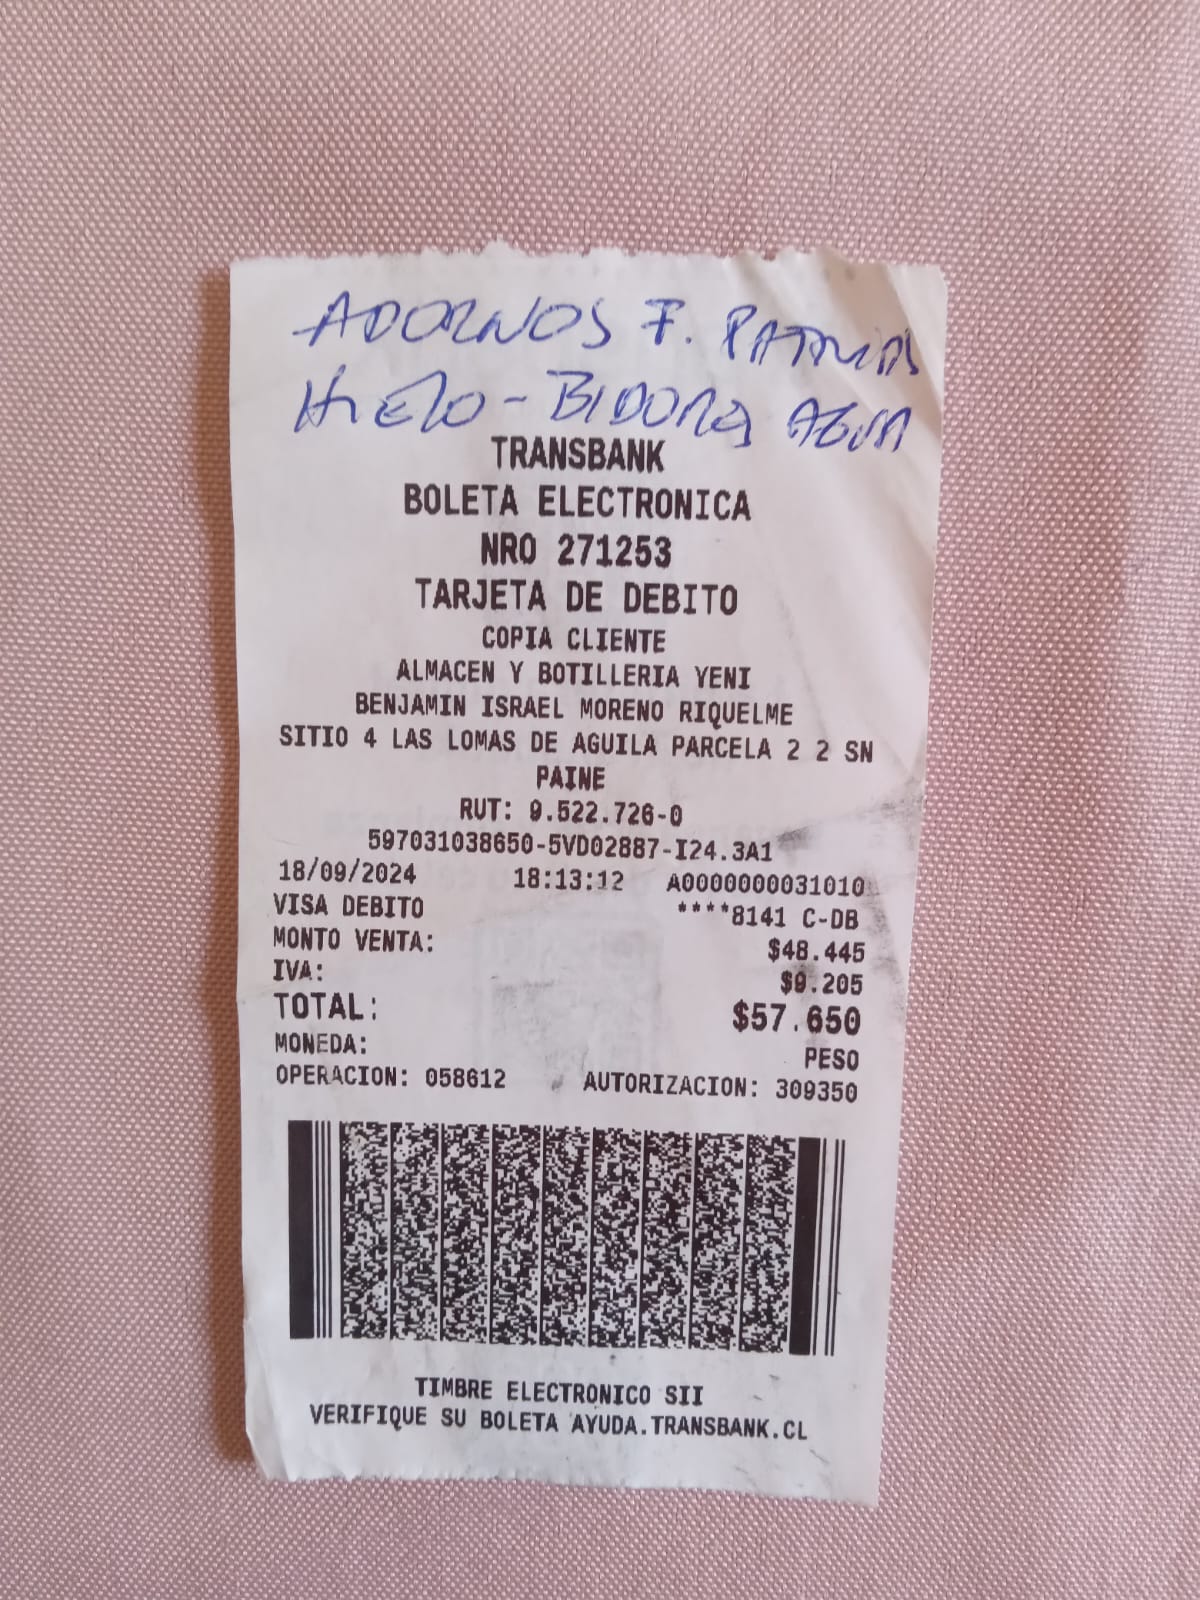 ADORNOS F. PATRIAS
HIELO - BIDONES AGUA
TRANSBANK
BOLETA ELECTRONICA
NRO 271253
TARJETA DE DEBITO
COPIA CLIENTE
ALMACEN Y BOTILLERIA YENI
BENJAMIN ISRAEL MORENO RIQUELME
SITIO 4 LAS LOMAS DE AGUILA PARCELA 2 2 SN
PAINE
RUT: 9.522.726-0
597031038650-5VD02887-I24.3A1
18/09/2024 18:13:12 A0000000031010
VISA DEBITO ****8141 C-DB
MONTO VENTA: $48.445
IVA: $9.205
TOTAL: $57.650
MONEDA: PESO
OPERACION: 058612 AUTORIZACION: 309350
TIMBRE ELECTRONICO SII
VERIFIQUE SU BOLETA AYUDA.TRANSBANK.CL